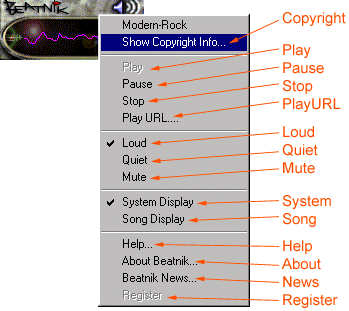 BEATNIK
Modern-Rock
Show Copyright Info...
Copyright
Play
Play
Pause
Pause
Stop
Stop
Play URL....
PlayURL
Loud
Loud
Quiet
Quiet
Mute
Mute
System Display
System
Song Display
Song
Help...
Help
About Beatnik...
About
Beatnik News...
News
Register
Register